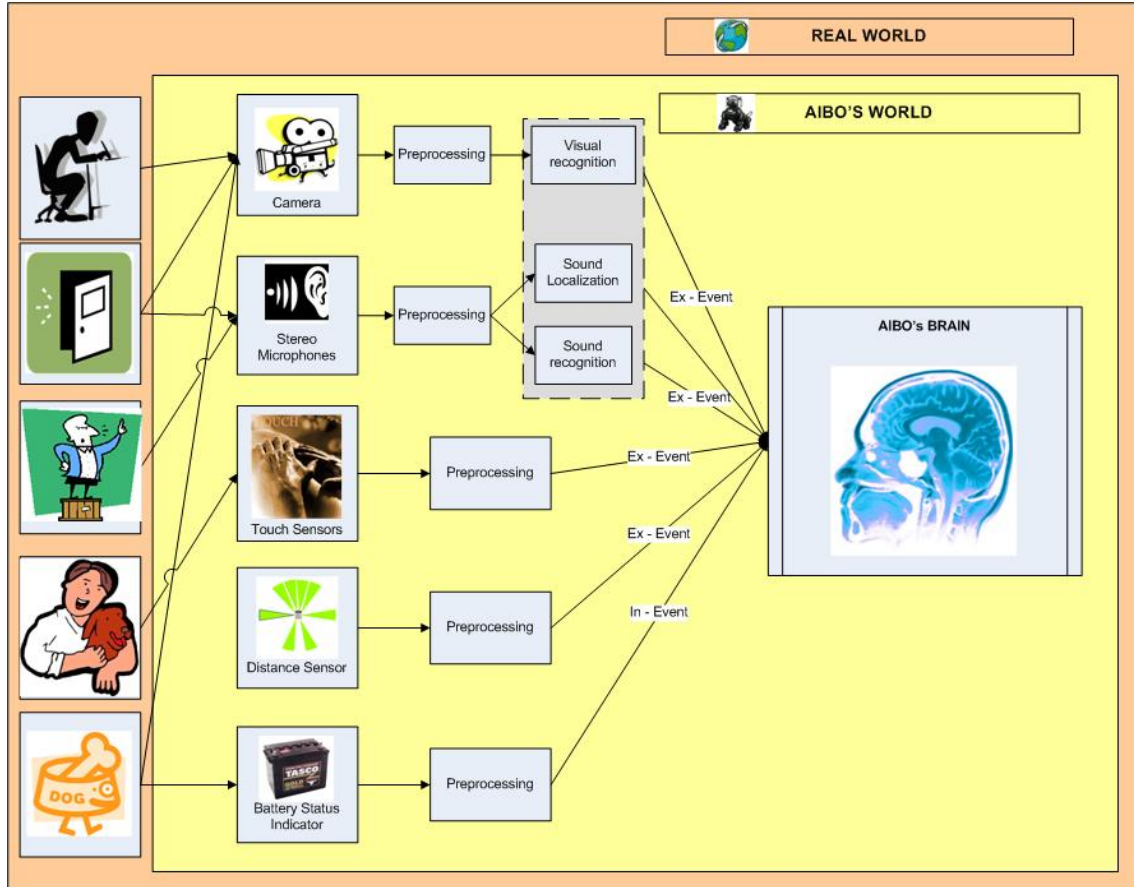 REAL WORLD
AIBO'S WORLD
Camera
Preprocessing
Visual
recognition
Stereo
Microphones
Preprocessing
Sound
Localization
Sound
recognition
Ex - Event
Ex - Event
AIBO's BRAIN
TOUCH
Touch Sensors
Preprocessing
Ex - Event
Ex - Event
Distance Sensor
Preprocessing
In - Event
DOG
TASCO
GOLD
Battery Status
Indicator
Preprocessing